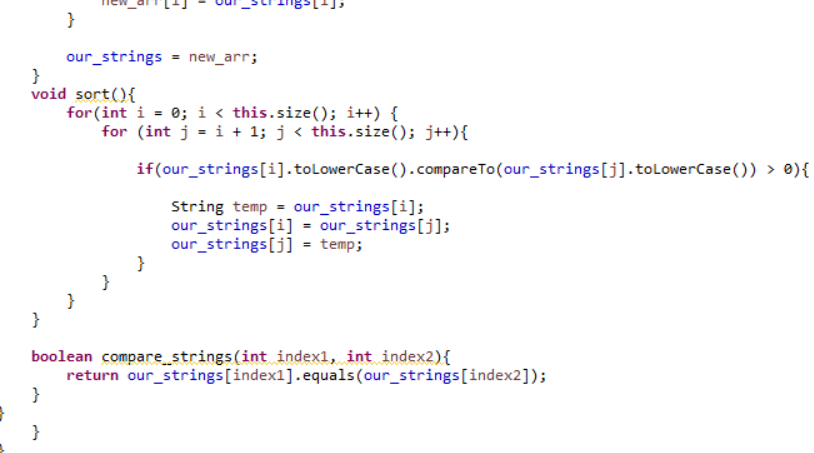 new_arr[i] = our_strings[i];
}
our_strings = new_arr;
}
void sort(){
for(int i = 0; i < this.size(); i++) {
for (int j = i + 1; j < this.size(); j++){
if(our_strings[i].toLowerCase().compareTo(our_strings[j].toLowerCase()) > 0){
String temp = our_strings[i];
our_strings[i] = our_strings[j];
our_strings[j] = temp;
}
}
}
}
boolean compare_strings(int index1, int index2){
return our_strings[index1].equals(our_strings[index2]);
}
}
}
}